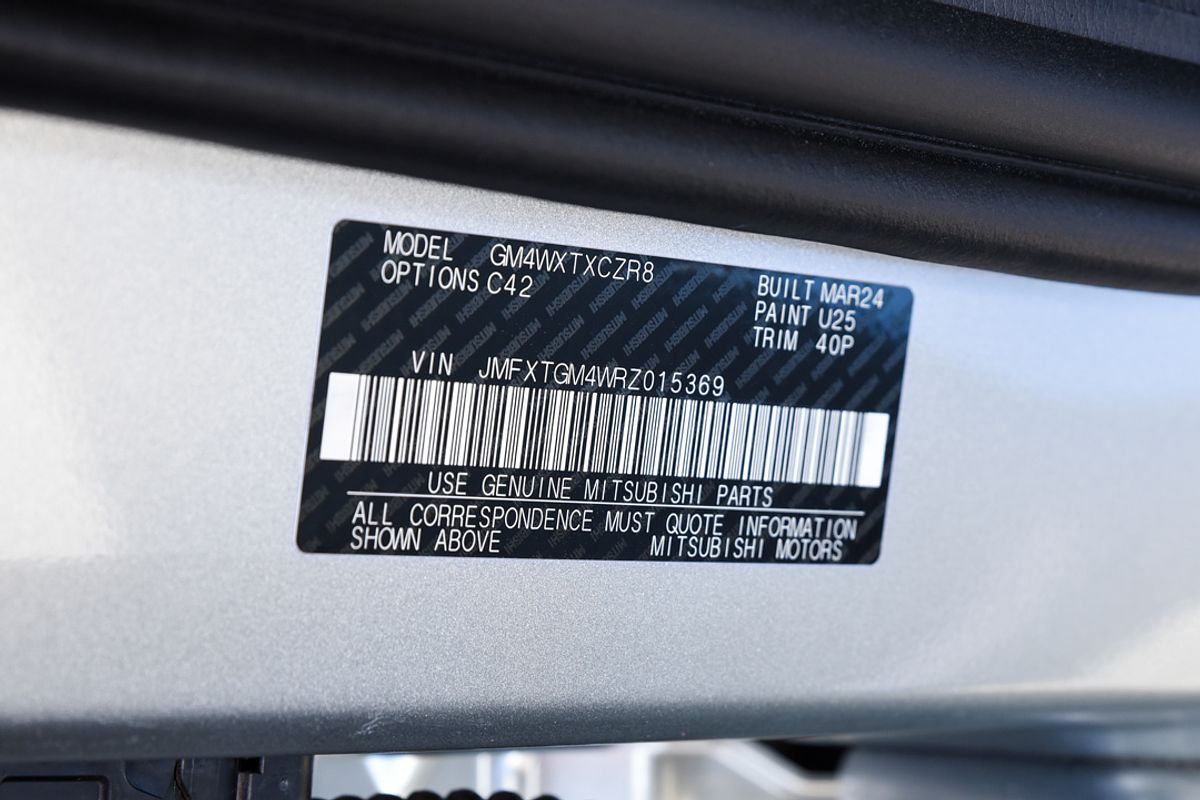 MODEL GM4WXTXCZR8
OPTIONS C42
BUILT MAR24
PAINT U25
TRIM 40P
VIN JMFXTGM4WRZ015369
USE GENUINE MITSUBISHI PARTS
ALL CORRESPONDENCE MUST QUOTE INFORMATION
SHOWN ABOVE MITSUBISHI MOTORS